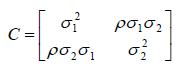 C = [ σ₁² ρσ₁σ₂
ρσ₂σ₁ σ₂² ]